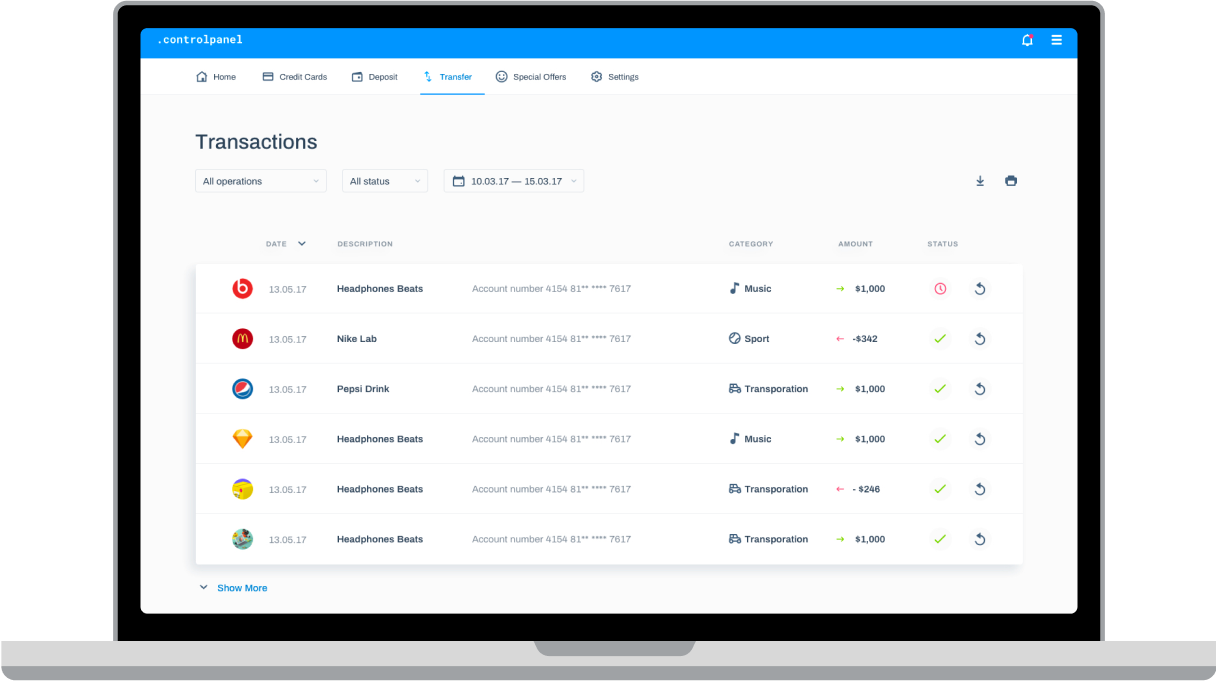 .controlpanel
Home Credit Cards Deposit Transfer Special Offers Settings
Transactions
All operations All status 10.03.17 — 15.03.17
DATE DESCRIPTION CATEGORY AMOUNT STATUS
13.05.17 Headphones Beats Account number 4154 81** **** 7617 Music $1,000
13.05.17 Nike Lab Account number 4154 81** **** 7617 Sport -$342
13.05.17 Pepsi Drink Account number 4154 81** **** 7617 Transporation $1,000
13.05.17 Headphones Beats Account number 4154 81** **** 7617 Music $1,000
13.05.17 Headphones Beats Account number 4154 81** **** 7617 Transporation - $246
13.05.17 Headphones Beats Account number 4154 81** **** 7617 Transporation $1,000
Show More